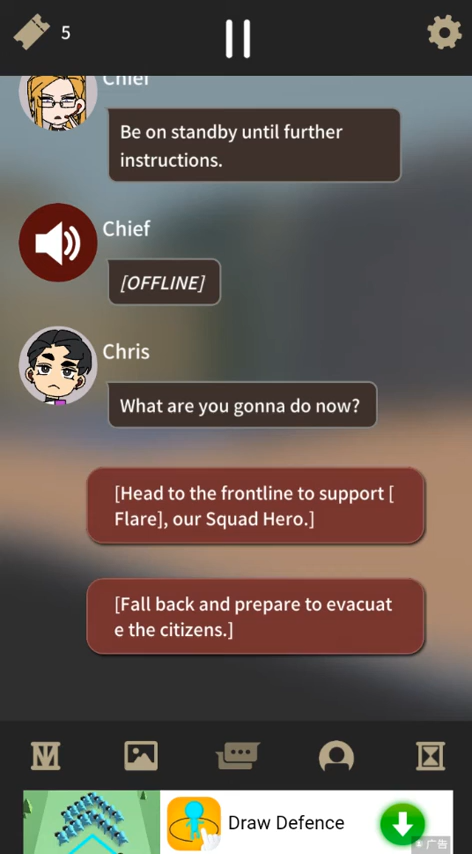 5
Chief
Be on standby until further
instructions.
Chief
[OFFLINE]
Chris
What are you gonna do now?
[Head to the frontline to support [
Flare], our Squad Hero.]
[Fall back and prepare to evacuat
e the citizens.]
Draw Defence
广告